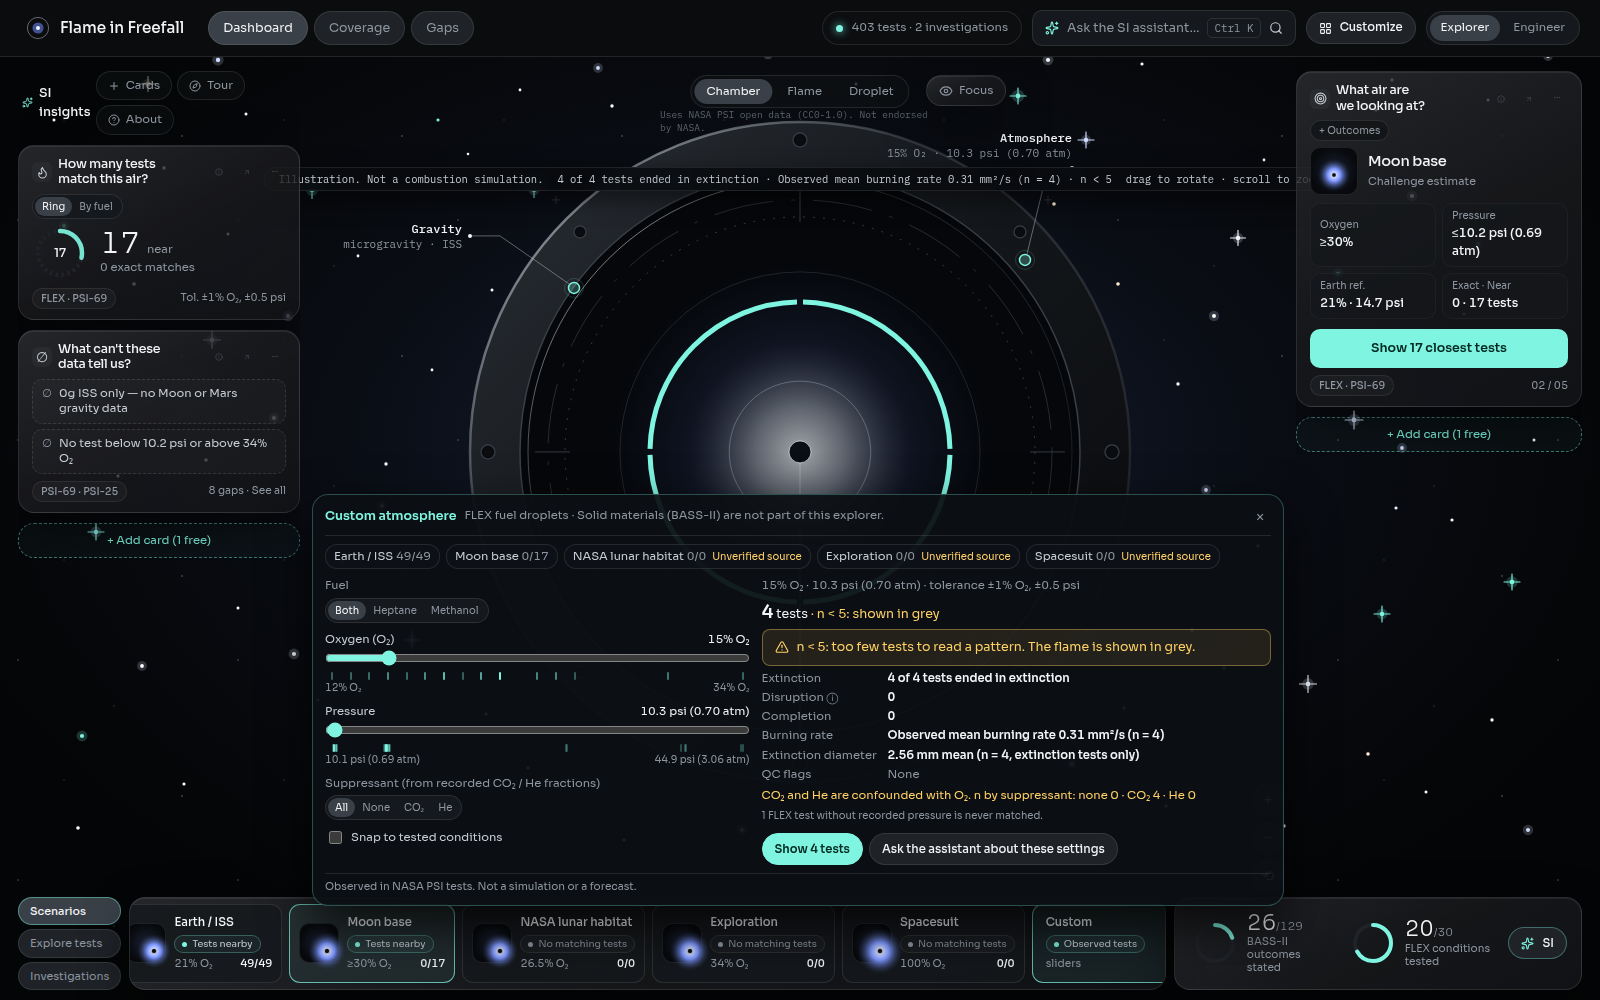 Flame in Freefall
Dashboard
Coverage
Gaps
403 tests · 2 investigations
Ask the SI assistant...
Ctrl K
Customize
Explorer
Engineer
SI insights
+ Cards
Tour
About
Chamber
Flame
Droplet
Focus
Uses NASA PSI open data (CC0-1.0). Not endorsed
by NASA.
Atmosphere
15% O₂ · 10.3 psi (0.70 atm)
Illustration. Not a combustion simulation. 4 of 4 tests ended in extinction · Observed mean burning rate 0.31 mm²/s (n = 4) · n < 5 drag to rotate · scroll to
Gravity
microgravity · ISS
How many tests
match this air?
Ring
By fuel
17
17 near
0 exact matches
FLEX · PSI-69
Tol. ±1% O₂, ±0.5 psi
What can't these
data tell us?
∅ 0g ISS only — no Moon or Mars
gravity data
∅ No test below 10.2 psi or above 34%
O₂
PSI-69 · PSI-25
8 gaps · See all
+ Add card (1 free)
What air are
we looking at?
+ Outcomes
Moon base
Challenge estimate
Oxygen
≥30%
Pressure
≤10.2 psi (0.69
atm)
Earth ref.
21% · 14.7 psi
Exact · Near
0 · 17 tests
Show 17 closest tests
FLEX · PSI-69
02 / 05
+ Add card (1 free)
Custom atmosphere FLEX fuel droplets · Solid materials (BASS-II) are not part of this explorer.
×
Earth / ISS 49/49
Moon base 0/17
NASA lunar habitat 0/0 Unverified source
Exploration 0/0 Unverified source
Spacesuit 0/0 Unverified source
Fuel
Both
Heptane
Methanol
Oxygen (O₂)
15% O₂
12% O₂
34% O₂
Pressure
10.3 psi (0.70 atm)
10.1 psi (0.69 atm)
44.9 psi (3.06 atm)
Suppressant (from recorded CO₂ / He fractions)
All
None
CO₂
He
Snap to tested conditions
15% O₂ · 10.3 psi (0.70 atm) · tolerance ±1% O₂, ±0.5 psi
4 tests · n < 5: shown in grey
n < 5: too few tests to read a pattern. The flame is shown in grey.
Extinction 4 of 4 tests ended in extinction
Disruption 0
Completion 0
Burning rate Observed mean burning rate 0.31 mm²/s (n = 4)
Extinction diameter 2.56 mm mean (n = 4, extinction tests only)
QC flags None
CO₂ and He are confounded with O₂. n by suppressant: none 0 · CO₂ 4 · He 0
1 FLEX test without recorded pressure is never matched.
Show 4 tests
Ask the assistant about these settings
Observed in NASA PSI tests. Not a simulation or a forecast.
Scenarios
Explore tests
Investigations
Earth / ISS
Tests nearby
21% O₂ 49/49
Moon base
Tests nearby
≥30% O₂ 0/17
NASA lunar habitat
No matching tests
26.5% O₂ 0/0
Exploration
No matching tests
34% O₂ 0/0
Spacesuit
No matching tests
100% O₂ 0/0
Custom
Observed tests
sliders
26/129
BASS-II
outcomes
stated
20/30
FLEX conditions
tested
SI